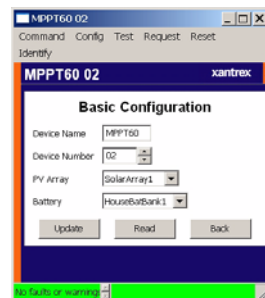 MPPT60 02
Command Config Test Request Reset
Identify
MPPT60 02 xantrex
Basic Configuration
Device Name MPPT60
Device Number 02
PV Array SolarArray1
Battery HouseBatBank1
Update Read Back
No faults or warning